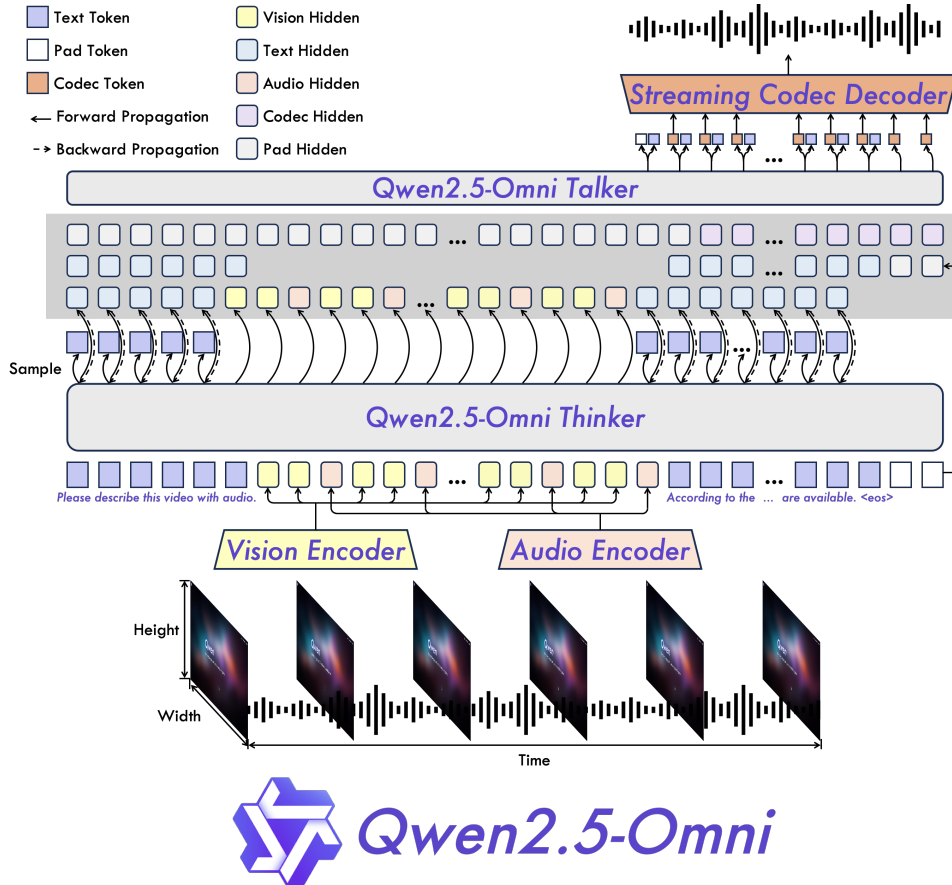 Text Token
Vision Hidden
Pad Token
Text Hidden
Codec Token
Audio Hidden
Forward Propagation
Codec Hidden
Backward Propagation
Pad Hidden
Streaming Codec Decoder
...
Qwen2.5-Omni Talker
... ...
...
...
...
Sample
Qwen2.5-Omni Thinker
... ...
Please describe this video with audio.
According to the ... are available. <eos>
Vision Encoder
Audio Encoder
Height
Width
Time
Qwen2.5-Omni